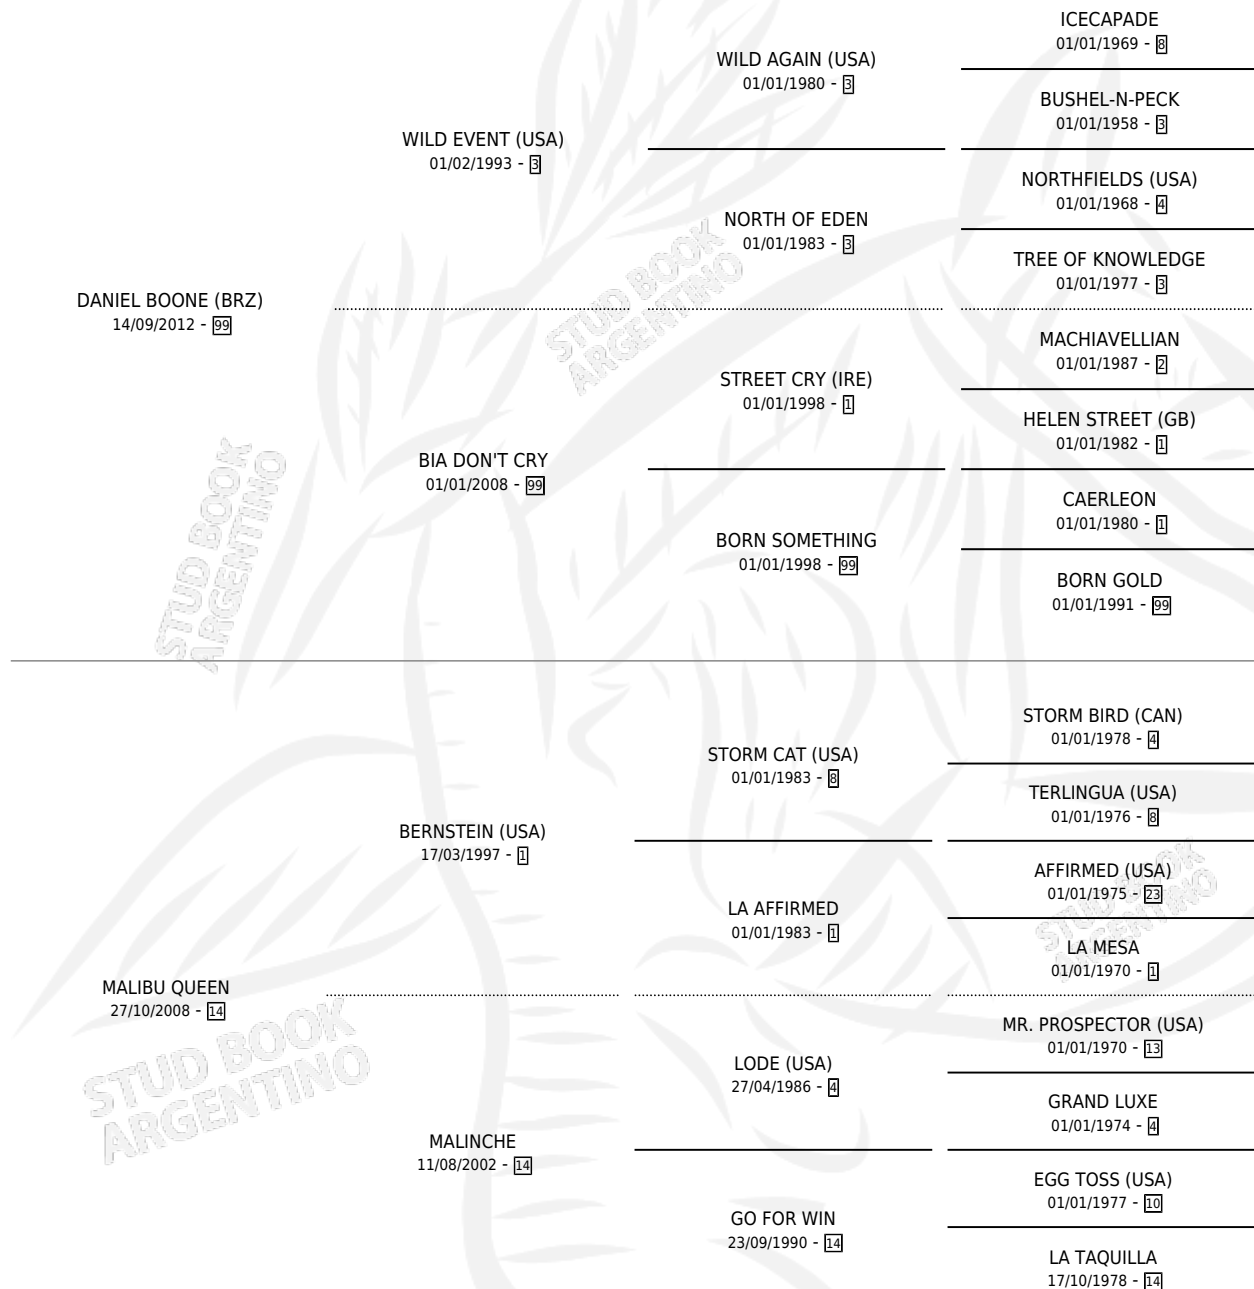 ICECAPADE
01/01/1969 - 8
WILD AGAIN (USA)
01/01/1980 - 3
BUSHEL-N-PECK
01/01/1958 - 3
WILD EVENT (USA)
01/02/1993 - 3
NORTHFIELDS (USA)
01/01/1968 - 4
NORTH OF EDEN
01/01/1983 - 3
TREE OF KNOWLEDGE
01/01/1977 - 3
DANIEL BOONE (BRZ)
14/09/2012 - 99
MACHIAVELLIAN
01/01/1987 - 2
STREET CRY (IRE)
01/01/1998 - 1
HELEN STREET (GB)
01/01/1982 - 1
BIA DON'T CRY
01/01/2008 - 99
CAERLEON
01/01/1980 - 1
BORN SOMETHING
01/01/1998 - 99
BORN GOLD
01/01/1991 - 99
STUD BOOK
ARGENTINO
STUD BOOK
ARGENTINO
STORM BIRD (CAN)
01/01/1978 - 4
STORM CAT (USA)
01/01/1983 - 8
TERLINGUA (USA)
01/01/1976 - 8
BERNSTEIN (USA)
17/03/1997 - 1
AFFIRMED (USA)
01/01/1975 - 23
LA AFFIRMED
01/01/1983 - 1
LA MESA
01/01/1970 - 1
MALIBU QUEEN
27/10/2008 - 14
MR. PROSPECTOR (USA)
01/01/1970 - 13
LODE (USA)
27/04/1986 - 4
GRAND LUXE
01/01/1974 - 4
MALINCHE
11/08/2002 - 14
EGG TOSS (USA)
01/01/1977 - 10
GO FOR WIN
23/09/1990 - 14
LA TAQUILLA
17/10/1978 - 14
STUD BOOK
ARGENTINO
STUD BOOK
ARGENTINO